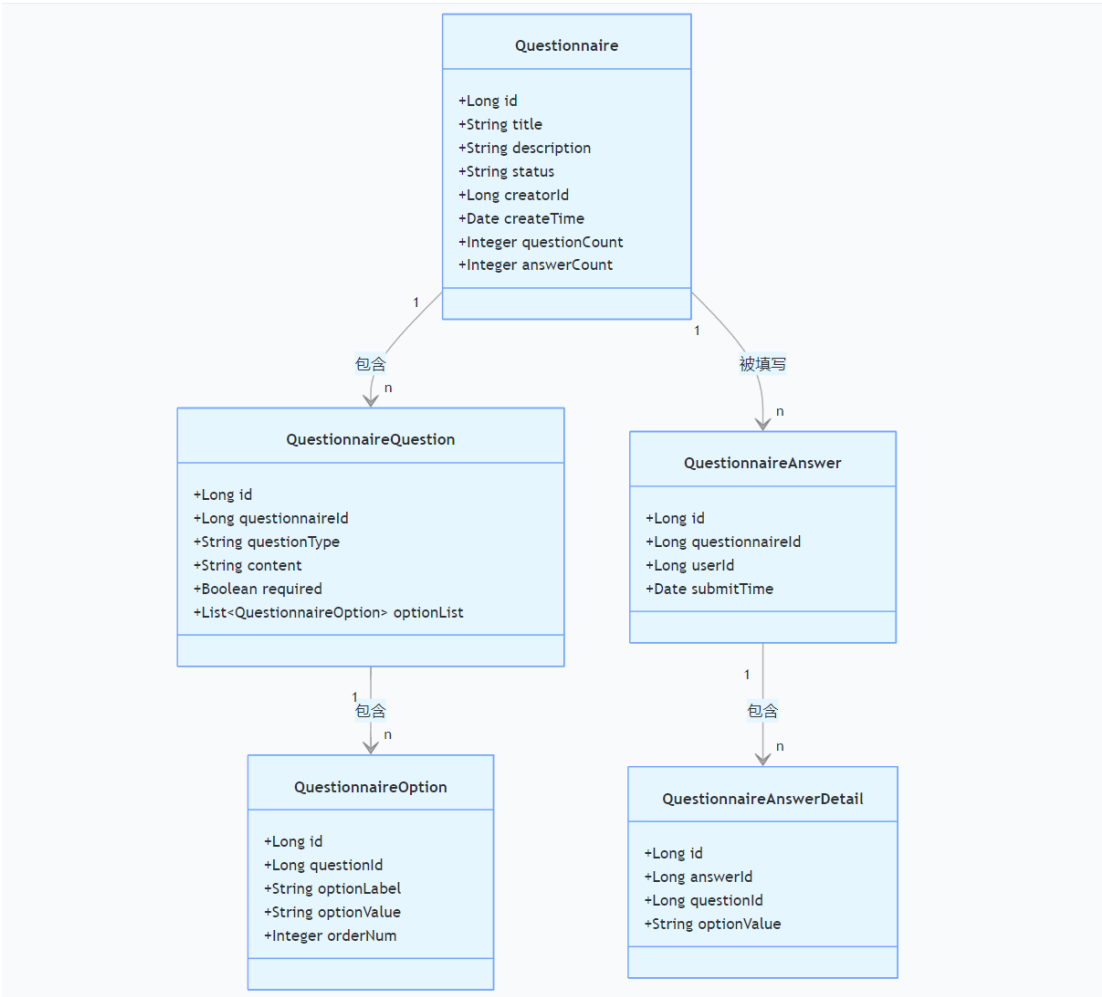 Questionnaire
+Long id
+String title
+String description
+String status
+Long creatorId
+Date createTime
+Integer questionCount
+Integer answerCount
1
包含
n
1
被填写
n
QuestionnaireQuestion
+Long id
+Long questionnaireId
+String questionType
+String content
+Boolean required
+List<QuestionnaireOption> optionList
QuestionnaireAnswer
+Long id
+Long questionnaireId
+Long userId
+Date submitTime
1
包含
n
1
包含
n
QuestionnaireOption
+Long id
+Long questionId
+String optionLabel
+String optionValue
+Integer orderNum
QuestionnaireAnswerDetail
+Long id
+Long answerId
+Long questionId
+String optionValue